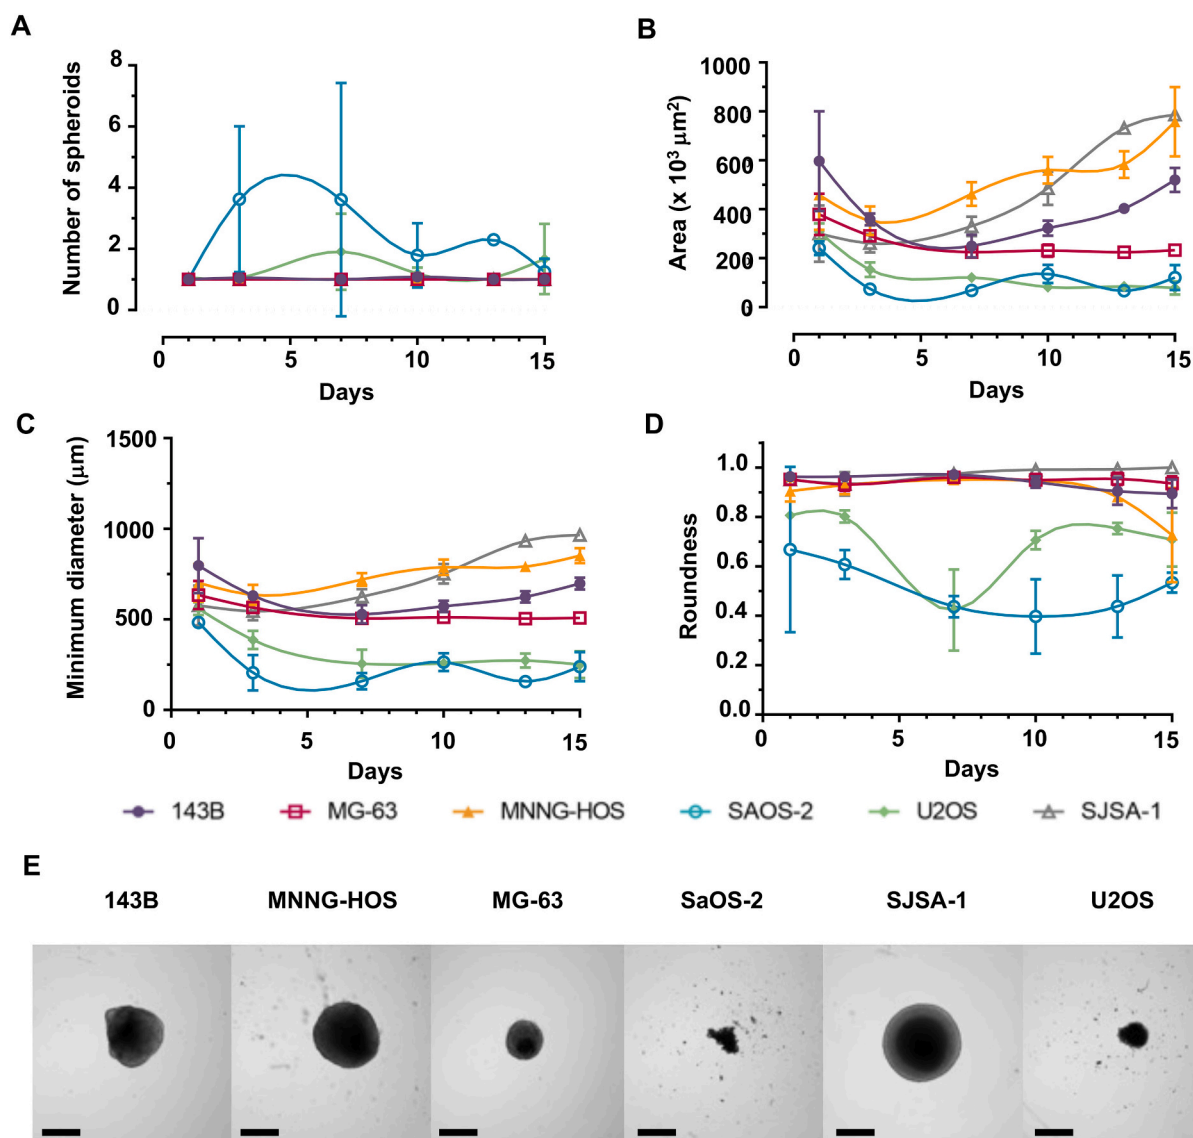 A
Number of spheroids
8
6
4
2
0
0 5 10 15
Days
B
Area (x 10³ μm²)
1000
800
600
400
200
0
0 5 10 15
Days
C
Minimum diameter (μm)
1500
1000
500
0
0 5 10 15
Days
D
Roundness
1.0
0.8
0.6
0.4
0.2
0.0
0 5 10 15
Days
143B MG-63 MNNG-HOS SAOS-2 U2OS SJSA-1
E
143B MNNG-HOS MG-63 SaOS-2 SJSA-1 U2OS